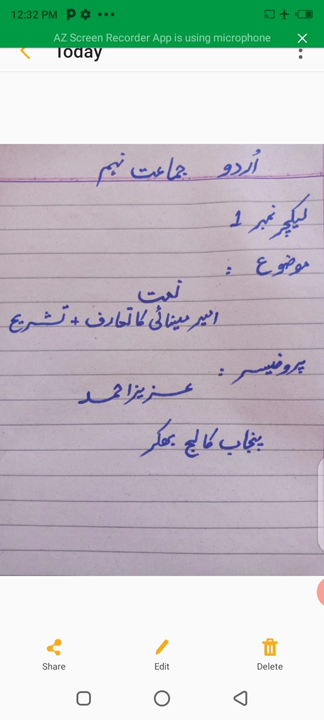 12:32 PM
AZ Screen Recorder App is using microphone
Today
اُردو جماعت نہم
لیکچر نمبر 1
موضوع :
نعت
امیر مینائی کا تعارف + تشریح
پروفیسر :
عزیز احمد
پنجاب کالج بھکر
Share Edit Delete